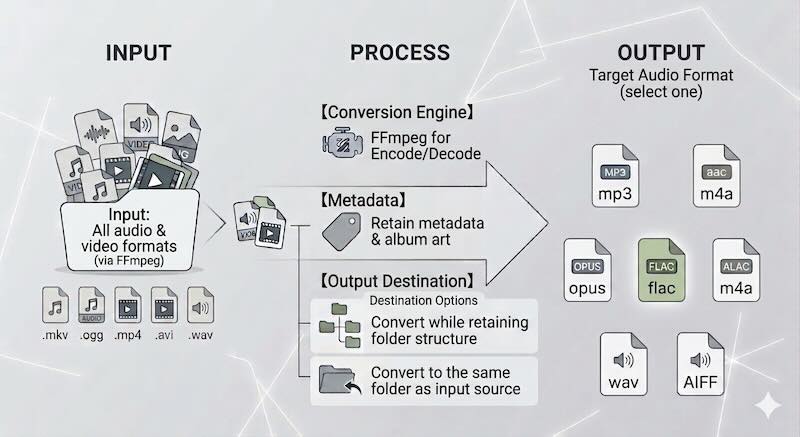 INPUT
VIDEO
VID
Input:
All audio &
video formats
(via FFmpeg)
AUDIO
.mkv
.ogg
.mp4
.avi
.wav
PROCESS
【Conversion Engine】
FFmpeg for
Encode/Decode
【Metadata】
Retain metadata
& album art
【Output Destination】
Destination Options
Convert while retaining
folder structure
Convert to the same
folder as input source
OUTPUT
Target Audio Format
(select one)
MP3
mp3
aac
m4a
OPUS
opus
FLAC
flac
ALAC
m4a
wav
AIFF